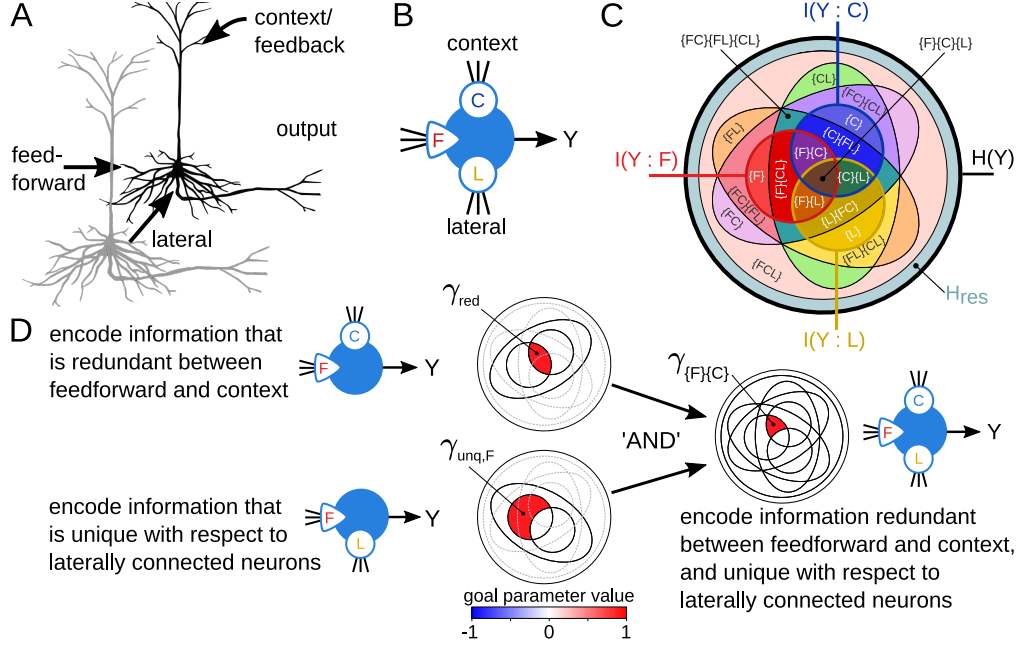 A
context/
feedback
output
feed-
forward
lateral
B
context
C
F
Y
L
lateral
C
I(Y : C)
{FC}{FL}{CL}
{F}{C}{L}
{CL}
{FC}{CL}
{C}
{FL}
{C}{FL}
I(Y : F)
{F}{C}
H(Y)
{F}
{F}{CL}
{C}{L}
{F}{L}
{FC}{FL}
{L}{FC}
{FC}
{L}
{FL}{CL}
{FCL}
Hres
I(Y : L)
D
encode information that
is redundant between
feedforward and context
C
F
Y
γred
γ{F}{C}
'AND'
C
F
Y
L
encode information that
is unique with respect to
laterally connected neurons
F
Y
L
γunq,F
encode information redundant
between feedforward and context,
and unique with respect to
laterally connected neurons
goal parameter value
-1
0
1